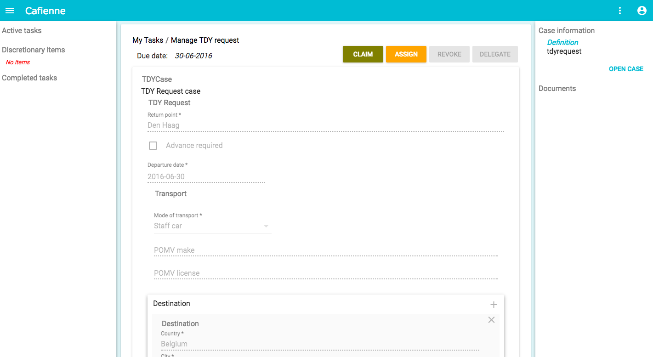 Cafienne
Active tasks
Discretionary items
No items
Completed tasks
My Tasks / Manage TDY request
Due date: 30-06-2016
CLAIM
ASSIGN
REVOKE
DELEGATE
TDYCase
TDY Request case
TDY Request
Return point *
Den Haag
Advance required
Departure date *
2016-06-30
Transport
Mode of transport *
Staff car
POMV make
POMV license
Destination
Destination
Country *
Belgium
City *
Case information
Definition
tdyrequest
OPEN CASE
Documents